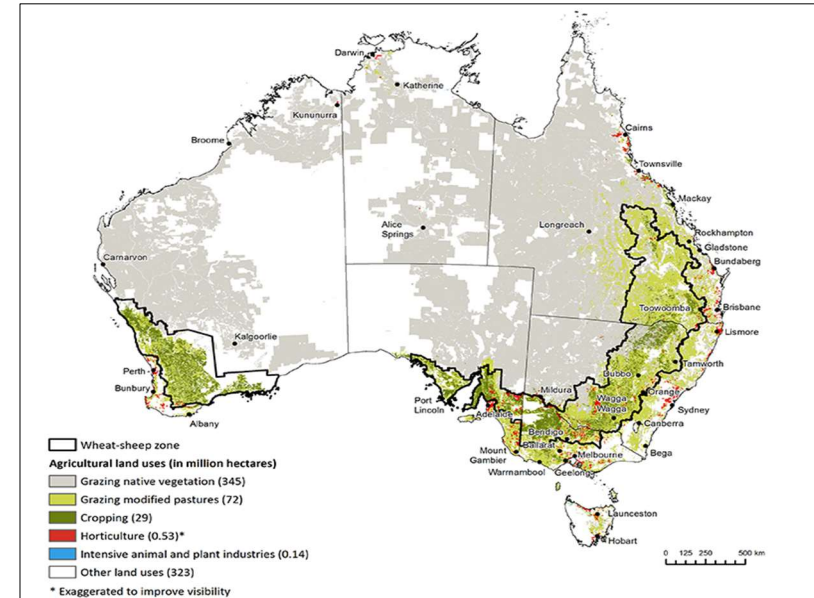 Darwin
Katherine
Kununurra
Broome
Cairns
Townsville
Mackay
Alice
Springs
Longreach
Rockhampton
Gladstone
Bundaberg
Carnarvon
Toowoomba
Brisbane
Lismore
Kalgoorlie
Tamworth
Dubbo
Perth
Bunbury
Mildura
Orange
Port
Lincoln
Wagga
Wagga
Sydney
Adelaide
Canberra
Albany
Bendigo
Ballarat
Mount
Gambier
Melbourne
Bega
Warnambool
Geelong
Launceston
Hobart
Wheat-sheep zone
Agricultural land uses (in million hectares)
Grazing native vegetation (345)
Grazing modified pastures (72)
Cropping (29)
Horticulture (0.53)*
Intensive animal and plant industries (0.14)
Other land uses (323)
* Exaggerated to improve visibility
0 125 250 500 km